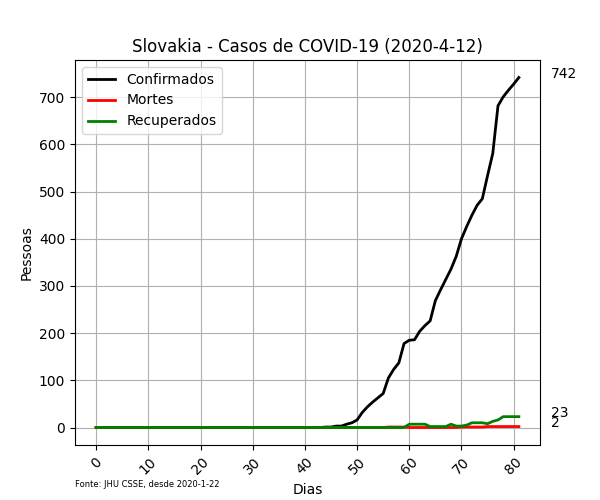 Slovakia - Casos de COVID-19 (2020-4-12)
Confirmados
Mortes
Recuperados
742
23
2
Pessoas
700
600
500
400
300
200
100
0
0 10 20 30 40 50 60 70 80
Dias
Fonte: JHU CSSE, desde 2020-1-22